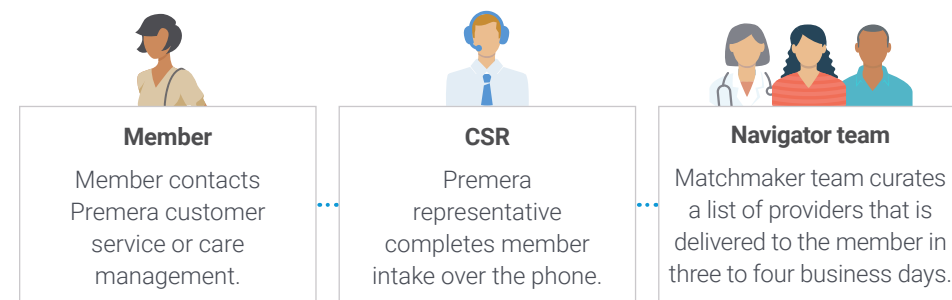 Member
Member contacts
Premera customer
service or care
management.
CSR
Premera
representative
completes member
intake over the phone.
Navigator team
Matchmaker team curates
a list of providers that is
delivered to the member in
three to four business days.